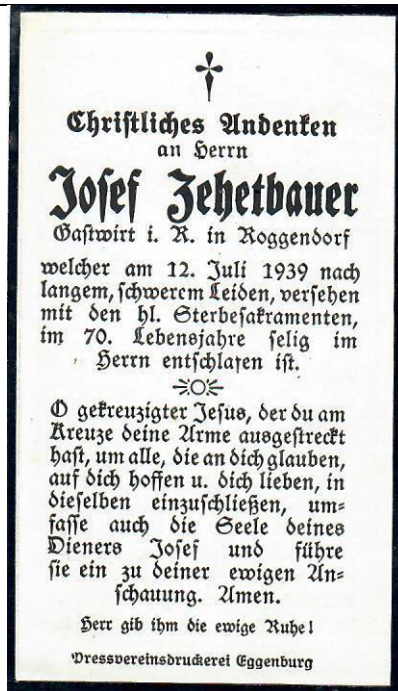 Christliches Andenken
an Herrn
Josef Zehetbauer
Gastwirt i. R. in Roggendorf
welcher am 12. Juli 1939 nach
langem, schwerem Leiden, versehen
mit den hl. Sterbesakramenten,
im 70. Lebensjahre selig im
Herrn entschlafen ist.
O gekreuzigter Jesus, der du am
Kreuze deine Arme ausgestreckt
hast, um alle, die an dich glauben,
auf dich hoffen u. dich lieben, in
dieselben einzuschließen, um=
fasse auch die Seele deines
Dieners Josef und führe
sie ein zu deiner ewigen An=
schauung. Amen.
Herr gib ihm die ewige Ruhe!
Pressvereinsdruckerei Eggenburg